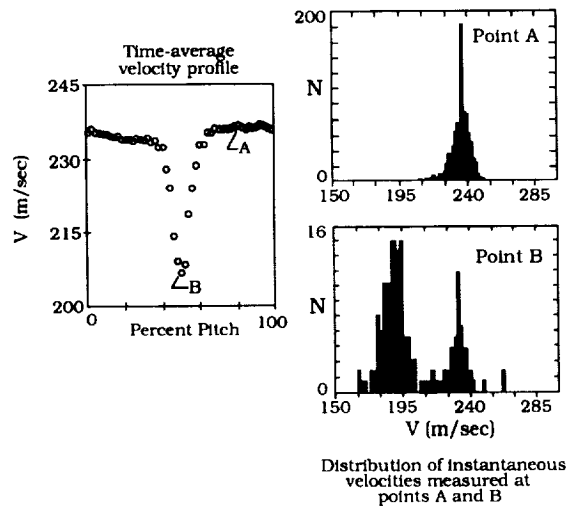 Time-average
velocity profile
245
230
215
200
V (m/sec)
A
B
0
100
Percent Pitch
200
N
0
Point A
150
195
240
285
16
N
0
Point B
150
195
240
285
V (m/sec)
Distribution of instantaneous
velocities measured at
points A and B